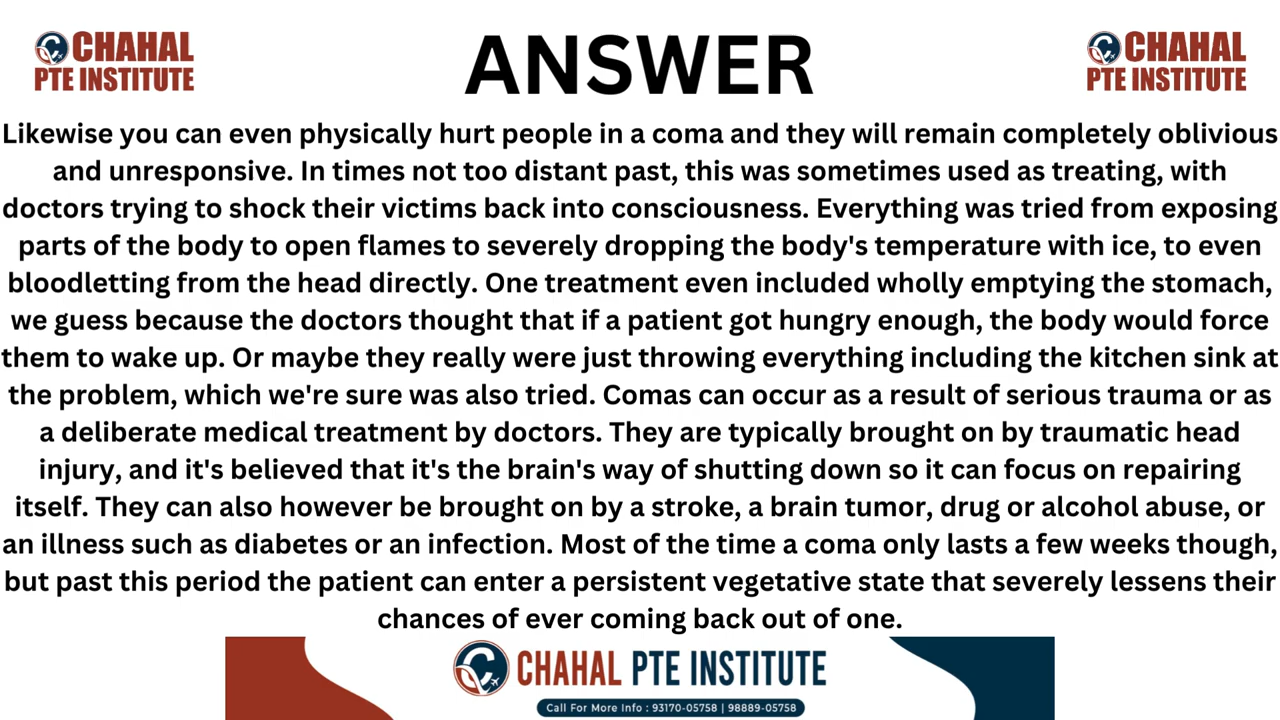 CHAHAL
PTE INSTITUTE
ANSWER
CHAHAL
PTE INSTITUTE
Likewise you can even physically hurt people in a coma and they will remain completely oblivious
and unresponsive. In times not too distant past, this was sometimes used as treating, with
doctors trying to shock their victims back into consciousness. Everything was tried from exposing
parts of the body to open flames to severely dropping the body's temperature with ice, to even
bloodletting from the head directly. One treatment even included wholly emptying the stomach,
we guess because the doctors thought that if a patient got hungry enough, the body would force
them to wake up. Or maybe they really were just throwing everything including the kitchen sink at
the problem, which we're sure was also tried. Comas can occur as a result of serious trauma or as
a deliberate medical treatment by doctors. They are typically brought on by traumatic head
injury, and it's believed that it's the brain's way of shutting down so it can focus on repairing
itself. They can also however be brought on by a stroke, a brain tumor, drug or alcohol abuse, or
an illness such as diabetes or an infection. Most of the time a coma only lasts a few weeks though,
but past this period the patient can enter a persistent vegetative state that severely lessens their
chances of ever coming back out of one.
CHAHAL PTE INSTITUTE
Call For More Info : 93170-05758 | 98889-05758